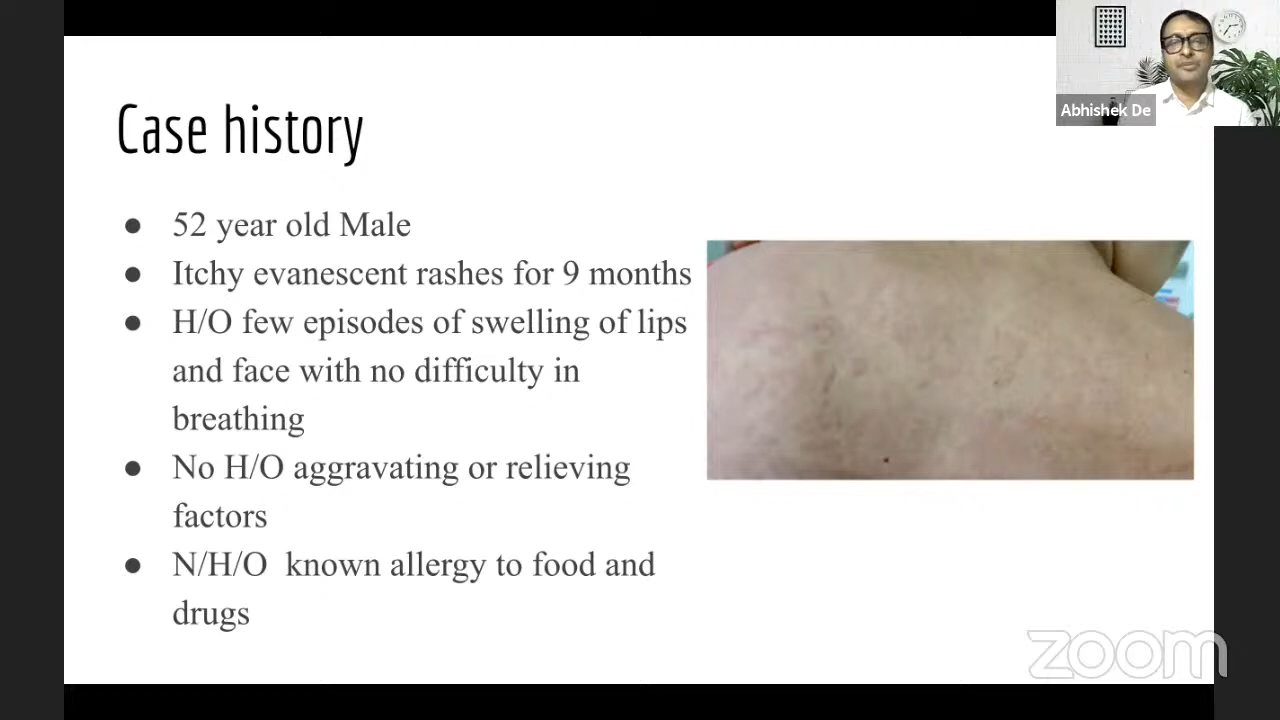 Abhishek De
Case history
● 52 year old Male
● Itchy evanescent rashes for 9 months
● H/O few episodes of swelling of lips
and face with no difficulty in
breathing
● No H/O aggravating or relieving
factors
● N/H/O  known allergy to food and
drugs
zoom